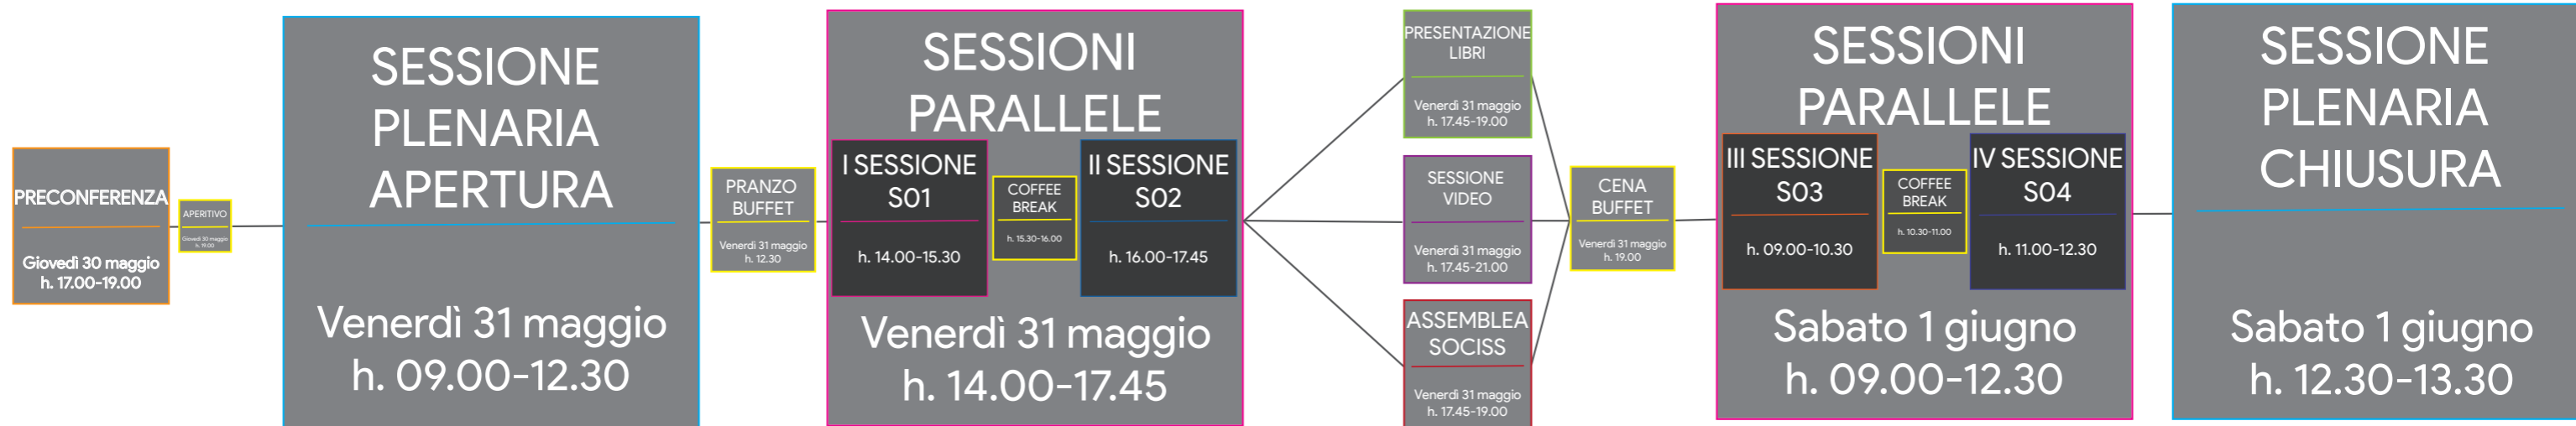 PRECONFERENZA
Giovedì 30 maggio
h. 17.00-19.00
APERITIVO
Giovedì 30 maggio
h. 19.00
SESSIONE
PLENARIA
APERTURA
Venerdì 31 maggio
h. 09.00-12.30
PRANZO
BUFFET
Venerdì 31 maggio
h. 12.30
SESSIONI
PARALLELE
I SESSIONE
S01
h. 14.00-15.30
COFFEE
BREAK
h. 15.30-16.00
II SESSIONE
S02
h. 16.00-17.45
Venerdì 31 maggio
h. 14.00-17.45
PRESENTAZIONE
LIBRI
Venerdì 31 maggio
h. 17.45-19.00
SESSIONE
VIDEO
Venerdì 31 maggio
h. 17.45-21.00
ASSEMBLEA
SOCISS
Venerdì 31 maggio
h. 17.45-19.00
CENA
BUFFET
Venerdì 31 maggio
h. 19.00
SESSIONI
PARALLELE
III SESSIONE
S03
h. 09.00-10.30
COFFEE
BREAK
h. 10.30-11.00
IV SESSIONE
S04
h. 11.00-12.30
Sabato 1 giugno
h. 09.00-12.30
SESSIONE
PLENARIA
CHIUSURA
Sabato 1 giugno
h. 12.30-13.30